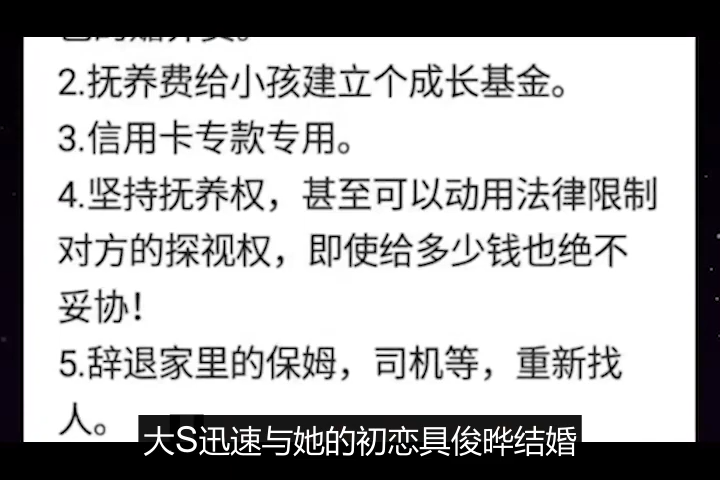 2.抚养费给小孩建立个成长基金。
3.信用卡专款专用。
4.坚持抚养权，甚至可以动用法律限制
对方的探视权，即使给多少钱也绝不
妥协！
5.辞退家里的保姆，司机等，重新找
人。
大S迅速与她的初恋具俊晔结婚